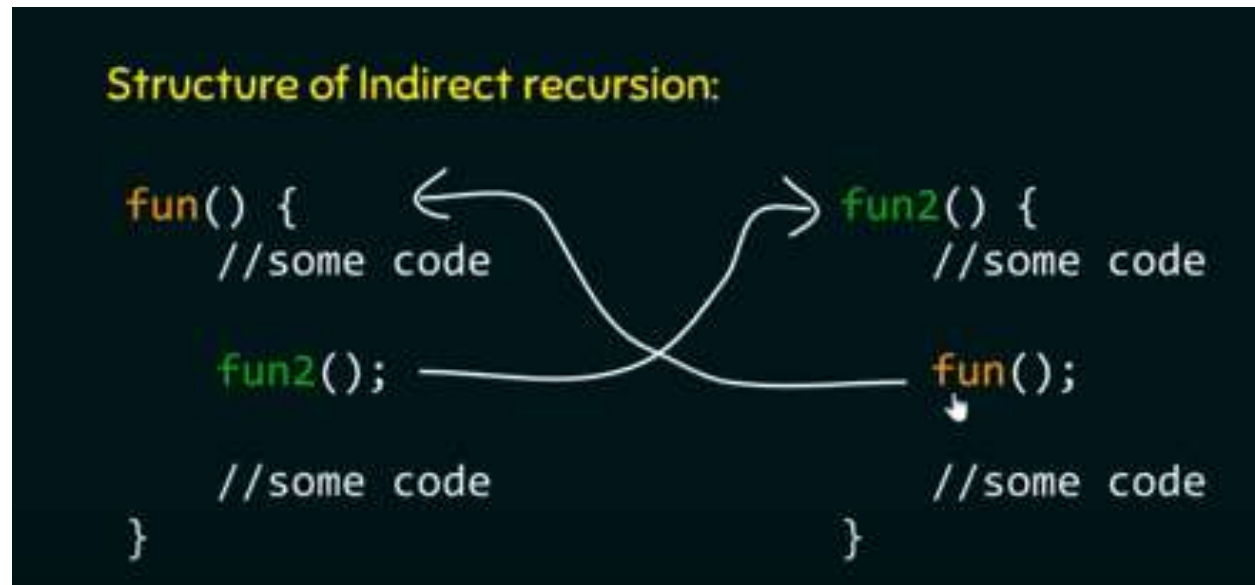 Structure of Indirect recursion:
fun() {
//some code
fun2();
//some code
}
fun2() {
//some code
fun();
//some code
}